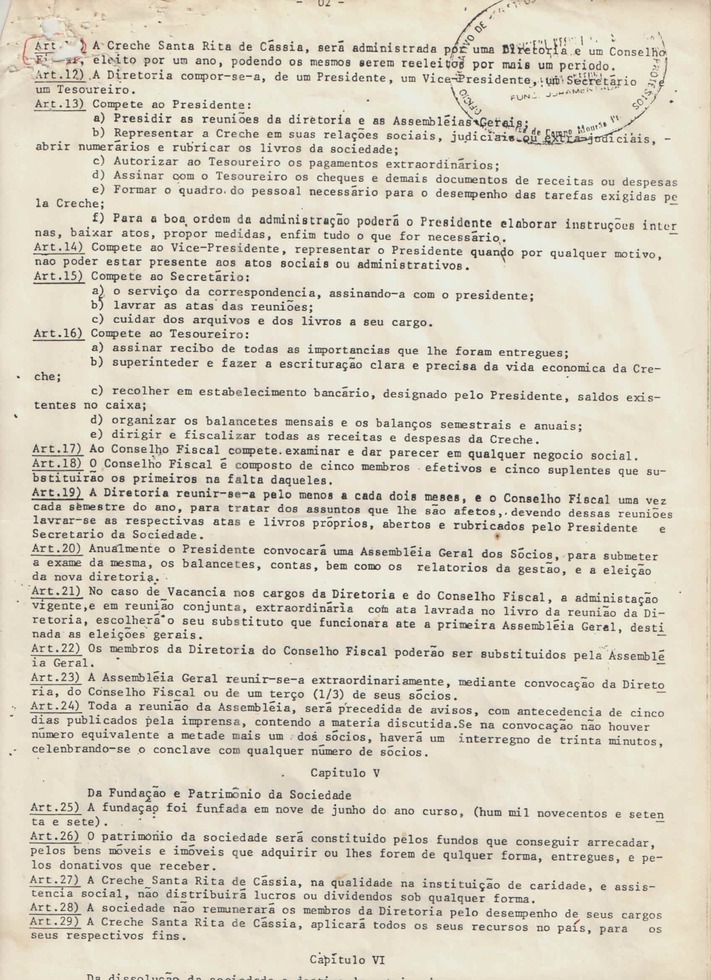 - 02 -
Art. A Creche Santa Rita de Cássia, será administrada por uma Diretoria e um Conselho
eleito por um ano, podendo os mesmos serem reeleitos por mais um periodo.
Art.12) A Diretoria compor-se-a, de um Presidente, um Vice-Presidente, um Secretário e
um Tesoureiro.
Art.13) Compete ao Presidente:
a) Presidir as reuniões da diretoria e as Assembléias Gerais;
b) Representar a Creche em suas relações sociais, judiciais ou extra-judiciais, -
abrir numerários e rubricar os livros da sociedade;
c) Autorizar ao Tesoureiro os pagamentos extraordinários;
d) Assinar com o Tesoureiro os cheques e demais documentos de receitas ou despesas
e) Formar o quadro do pessoal necessário para o desempenho das tarefas exigidas pe
la Creche;
f) Para a boa ordem da administração poderá o Presidente elaborar instruções inter
nas, baixar atos, propor medidas, enfim tudo o que for necessário.
Art.14) Compete ao Vice-Presidente, representar o Presidente quando por qualquer motivo,
não poder estar presente aos atos sociais ou administrativos.
Art.15) Compete ao Secretário:
a) o serviço da correspondencia, assinando-a com o presidente;
b) lavrar as atas das reuniões;
c) cuidar dos arquivos e dos livros a seu cargo.
Art.16) Compete ao Tesoureiro:
a) assinar recibo de todas as importancias que lhe foram entregues;
b) superinteder e fazer a escrituração clara e precisa da vida economica da Cre-
che;
c) recolher em estabelecimento bancário, designado pelo Presidente, saldos exis-
tentes no caixa;
d) organizar os balancetes mensais e os balanços semestrais e anuais;
e) dirigir e fiscalizar todas as receitas e despesas da Creche.
Art.17) Ao Conselho Fiscal compete examinar e dar parecer em qualquer negocio social.
Art.18) O Conselho Fiscal é composto de cinco membros efetivos e cinco suplentes que su-
bstituirão os primeiros na falta daqueles.
Art.19) A Diretoria reunir-se-a pelo menos a cada dois meses, e o Conselho Fiscal uma vez
cada semestre do ano, para tratar dos assuntos que lhe são afetos, devendo dessas reuniões
lavrar-se as respectivas atas e livros próprios, abertos e rubricados pelo Presidente e
Secretario da Sociedade.
Art.20) Anualmente o Presidente convocará uma Assembléia Geral dos Sócios, para submeter
a exame da mesma, os balancetes, contas, bem como os relatorios da gestão, e a eleição
da nova diretoria.
Art.21) No caso de Vacancia nos cargos da Diretoria e do Conselho Fiscal, a administação
vigente,e em reunião conjunta, extraordinária com ata lavrada no livro da reunião da Di-
retoria, escolherá o seu substituto que funcionara ate a primeira Assembléia Geral, desti
nada as eleições gerais.
Art.22) Os membros da Diretoria do Conselho Fiscal poderão ser substituidos pela Assemblé
ia Geral.
Art.23) A Assembléia Geral reunir-se-a extraordinariamente, mediante convocação da Direto
ria, do Conselho Fiscal ou de um terço (1/3) de seus sócios.
Art.24) Toda a reunião da Assembléia, será precedida de avisos, com antecedencia de cinco
dias publicados pela imprensa, contendo a materia discutida.Se na convocação não houver
número equivalente a metade mais um dos sócios, haverá um interregno de trinta minutos,
celenbrando-se o conclave com qualquer número de sócios.
Capitulo V
Da Fundação e Patrimônio da Sociedade
Art.25) A fundação foi funfada em nove de junho do ano curso, (hum mil novecentos e seten
ta e sete).
Art.26) O patrimonio da sociedade será constituido pelos fundos que conseguir arrecadar,
pelos bens móveis e imóveis que adquirir ou lhes forem de qulquer forma, entregues, e pe-
los donativos que receber.
Art.27) A Creche Santa Rita de Cássia, na qualidade na instituição de caridade, e assis-
tencia social, não distribuirá lucros ou dividendos sob qualquer forma.
Art.28) A sociedade não remunerará os membros da Diretoria pelo desempenho de seus cargos
Art.29) A Creche Santa Rita de Cássia, aplicará todos os seus recursos no país, para os
seus respectivos fins.
Capítulo VI